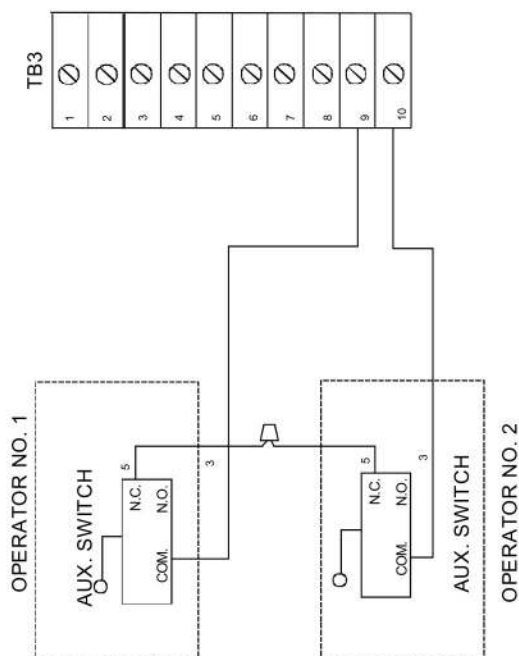 TB3
1
2
3
4
5
6
7
8
9
10
OPERATOR NO. 1
AUX. SWITCH
5
N.C.
N.O.
COM.
3
5
N.C.
N.O.
COM.
3
AUX. SWITCH
OPERATOR NO. 2